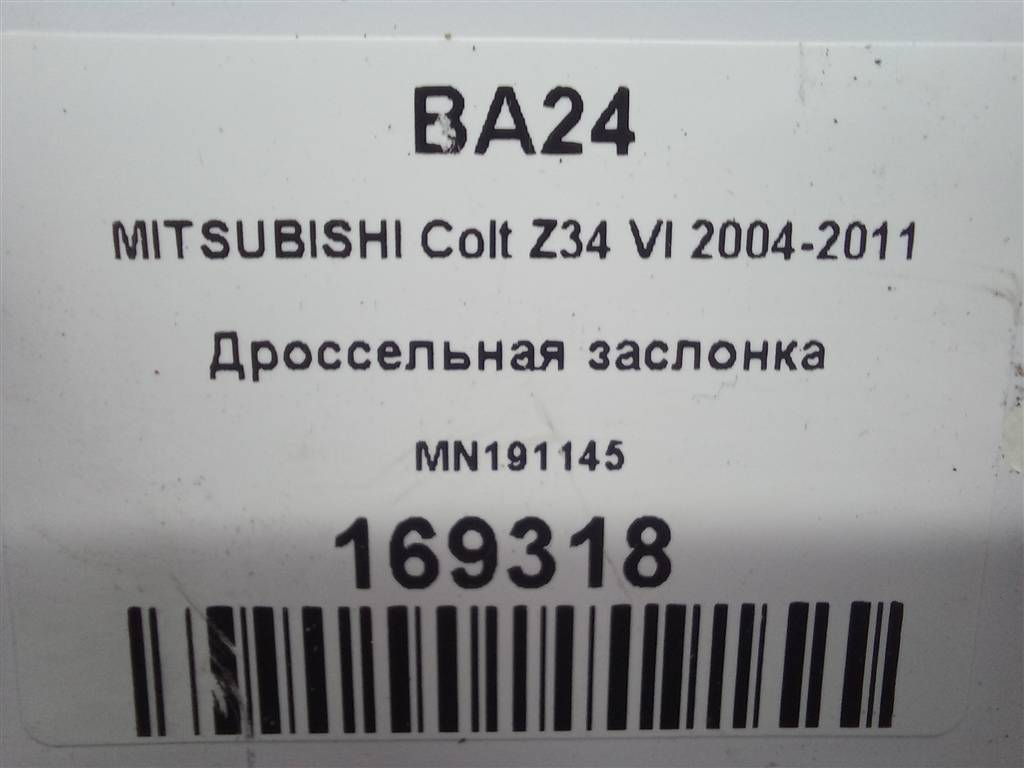 BA24
MITSUBISHI Colt Z34 VI 2004-2011
Дроссельная заслонка
MN191145
169318